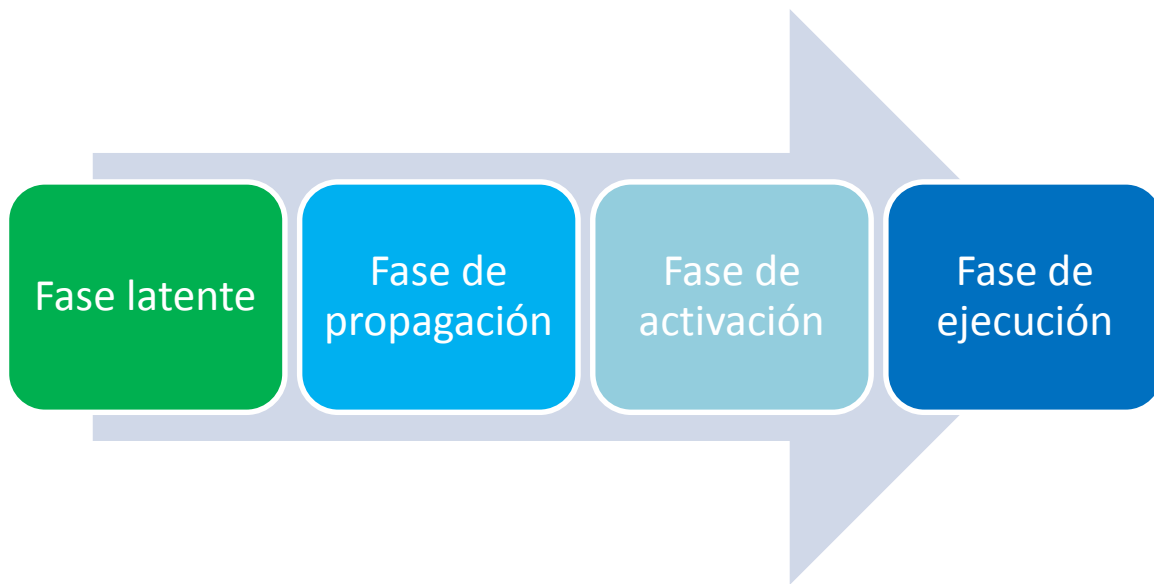 Fase latente
Fase de
propagación
Fase de
activación
Fase de
ejecución